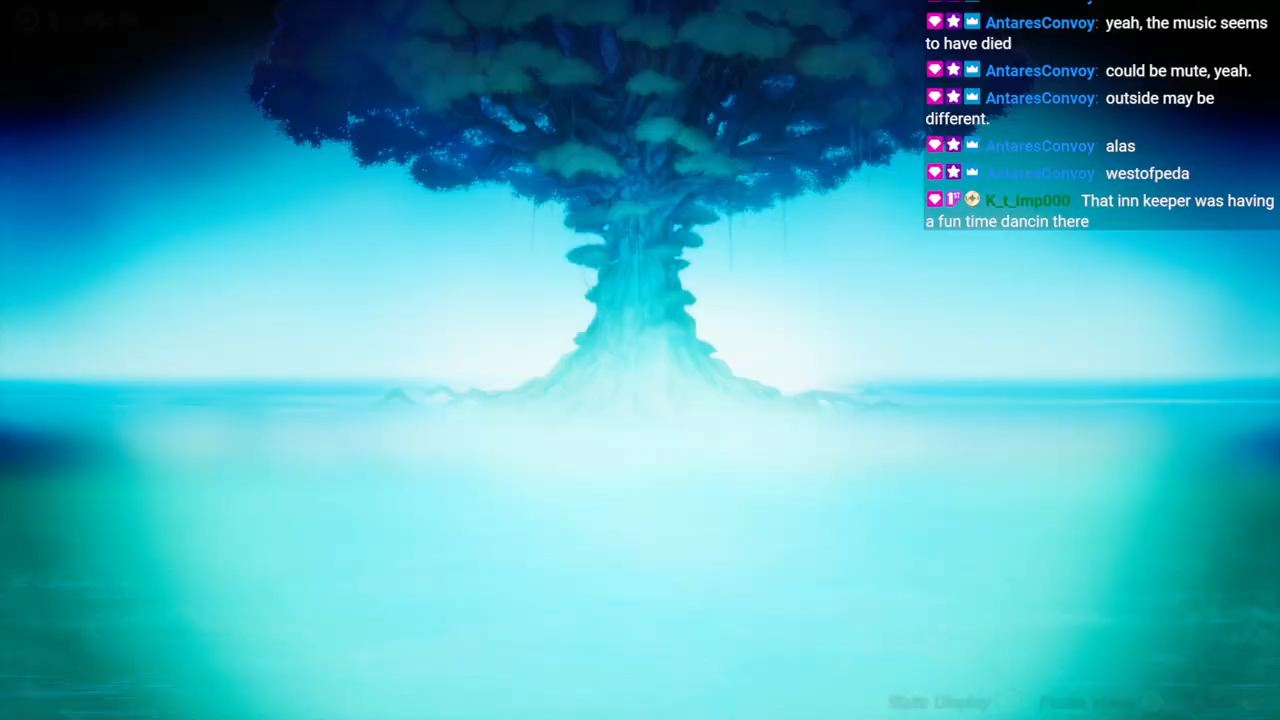 AntaresConvoy: yeah, the music seems
to have died
AntaresConvoy: could be mute, yeah.
AntaresConvoy: outside may be
different.
AntaresConvoy: alas
AntaresConvoy: westofpeda
K_t_imp000: That inn keeper was having
a fun time dancin there